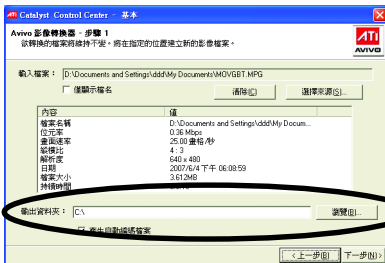 Catalyst Control Center - 基本
Avivo 影像轉換器 - 步驟 1
欲轉換的檔案將維持不變。將在指定的位置建立新的影像檔案。
ATI
AVIVO
輸入檔案： D:\Documents and Settings\ddd\My Documents\MOVGBT.MPG
僅顯示檔名
清除(C)
選擇來源(S)...
內容 值
檔案名稱 D:\Documents and Settings\ddd\My Docum...
位元率 0.36 Mbps
畫面速率 25.00 畫格/秒
縱橫比 4 : 3
解析度 640 x 480
日期 2007/6/4 下午 06:08:59
檔案大小 3.612MB
持續時間
輸出資料夾： C:\
瀏覽(B)...
產生自動編碼檔案
<上一步(B) 下一步(N)>